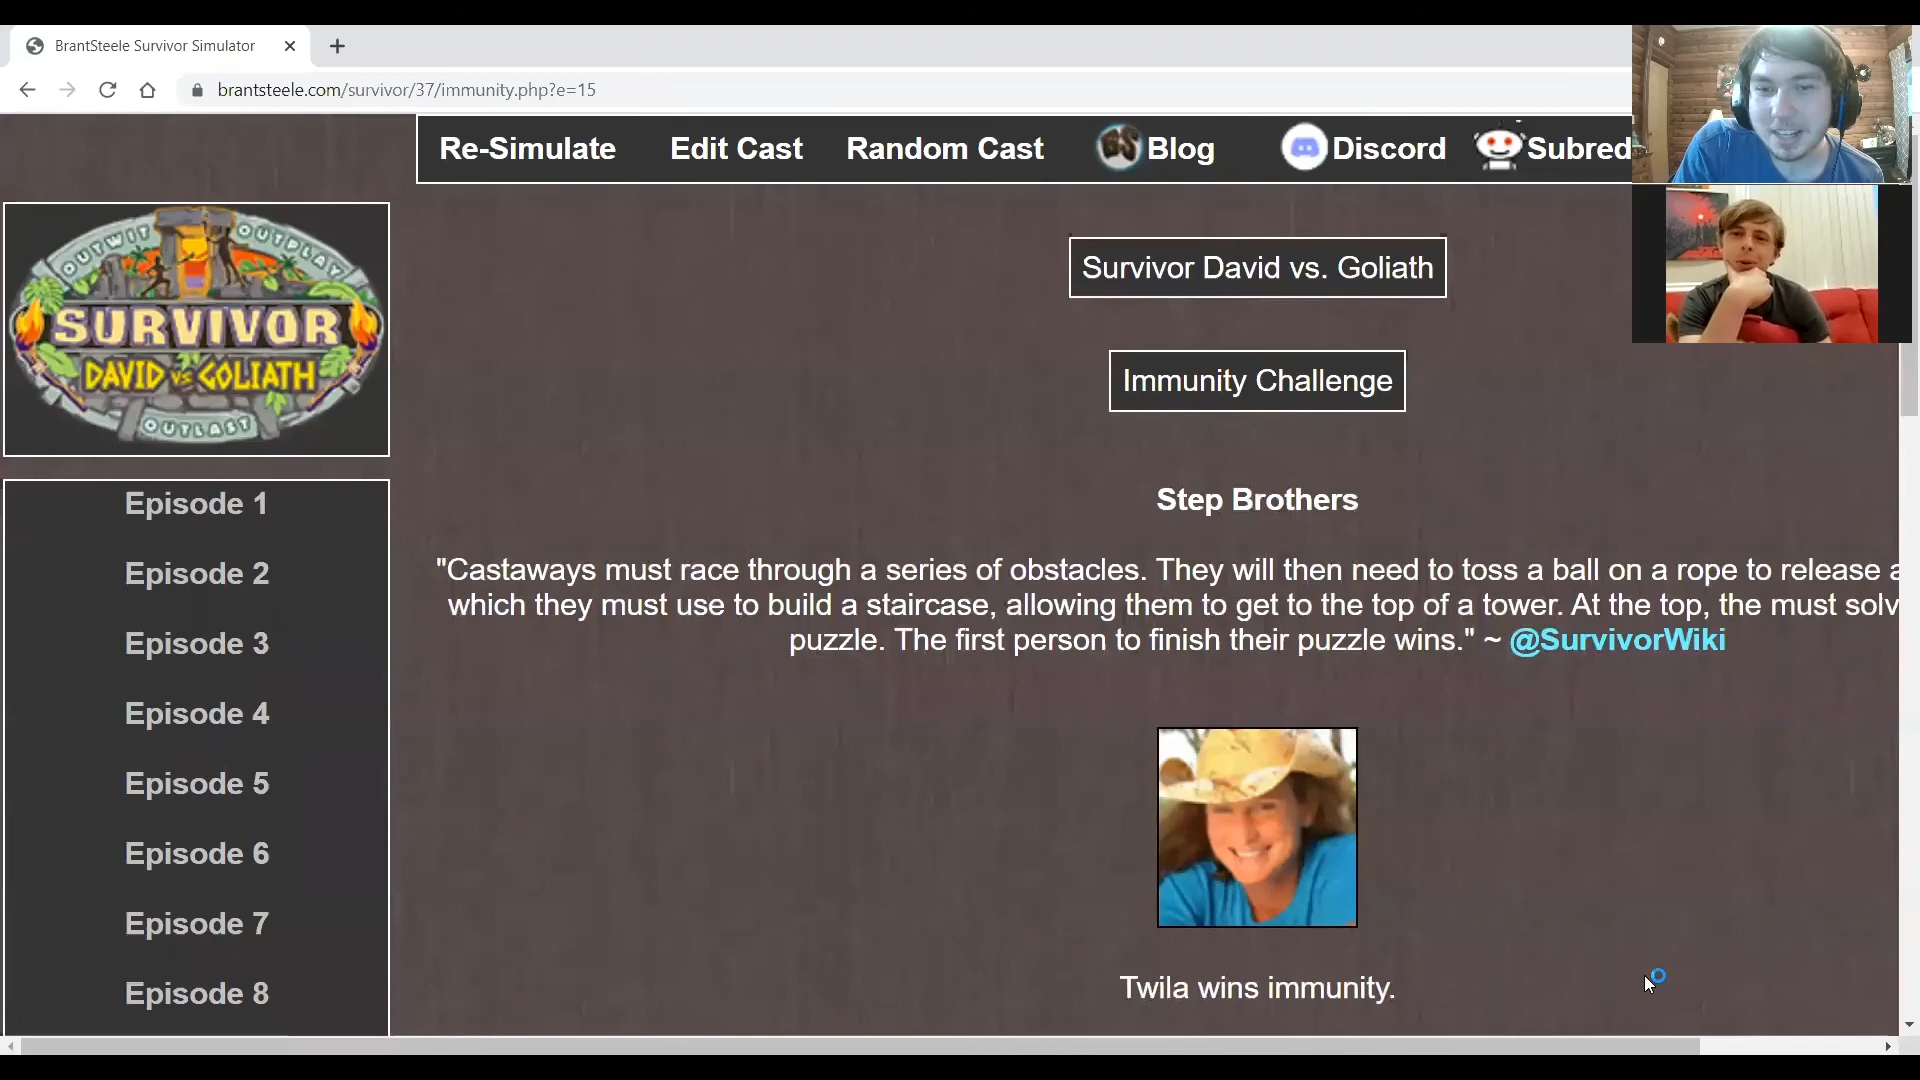 BrantSteele Survivor Simulator
brantsteele.com/survivor/37/immunity.php?e=15
Re-Simulate Edit Cast Random Cast BS Blog Discord Subred
OUTWIT OUTPLAY
SURVIVOR
DAVID vs GOLIATH
OUTLAST
Episode 1
Episode 2
Episode 3
Episode 4
Episode 5
Episode 6
Episode 7
Episode 8
Survivor David vs. Goliath
Immunity Challenge
Step Brothers
"Castaways must race through a series of obstacles. They will then need to toss a ball on a rope to release a
which they must use to build a staircase, allowing them to get to the top of a tower. At the top, the must solv
puzzle. The first person to finish their puzzle wins." ~ @SurvivorWiki
Twila wins immunity.